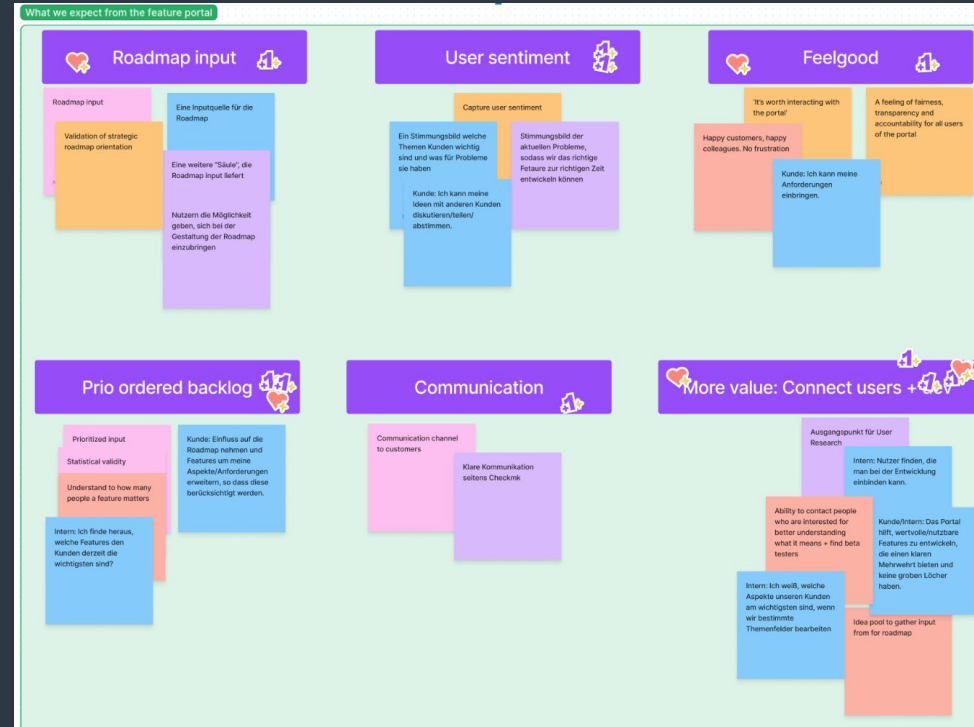 What we expect from the feature portal
Roadmap input
Roadmap input
Eine Inputquelle für die
Roadmap
Validation of strategic
roadmap orientation
Eine weitere "Säule", die
Roadmap input liefert
Nutzern die Möglichkeit
geben, sich bei der
Gestaltung der Roadmap
einzubringen
User sentiment
Capture user sentiment
Ein Stimmungsbild welche
Themen Kunden wichtig
sind und was für Probleme
sie haben
Stimmungsbild der
aktuellen Probleme,
sodass wir das richtige
Fetaure zur richtigen Zeit
entwickeln können
Kunde: Ich kann meine
Ideen mit anderen Kunden
diskutieren/teilen/
abstimmen.
Feelgood
'It's worth interacting with
the portal'
A feeling of fairness,
transparency and
accountability for all users
of the portal
Happy customers, happy
colleagues. No frustration
Kunde: Ich kann meine
Anforderungen
einbringen.
Prio ordered backlog
Prioritized input
Statistical validity
Understand to how many
people a feature matters
Intern: Ich finde heraus,
welche Features den
Kunden derzeit die
wichtigsten sind?
Kunde: Einfluss auf die
Roadmap nehmen und
Features um meine
Aspekte/Anforderungen
erweitern, so dass diese
berücksichtigt werden.
Communication
Communication channel
to customers
Klare Kommunikation
seitens Checkmk
More value: Connect users + dev
Ausgangspunkt für User
Research
Intern: Nutzer finden, die
man bei der Entwicklung
einbinden kann.
Ability to contact people
who are interested for
better understanding
what it means + find beta
testers
Kunde/Intern: Das Portal
hilft, wertvolle/nutzbare
Features zu entwickeln,
die einen klaren
Mehrwehrt bieten und
keine groben Löcher
haben.
Intern: Ich weiß, welche
Aspekte unseren Kunden
am wichtigsten sind, wenn
wir bestimmte
Themenfelder bearbeiten
Idea pool to gather input
from for roadmap